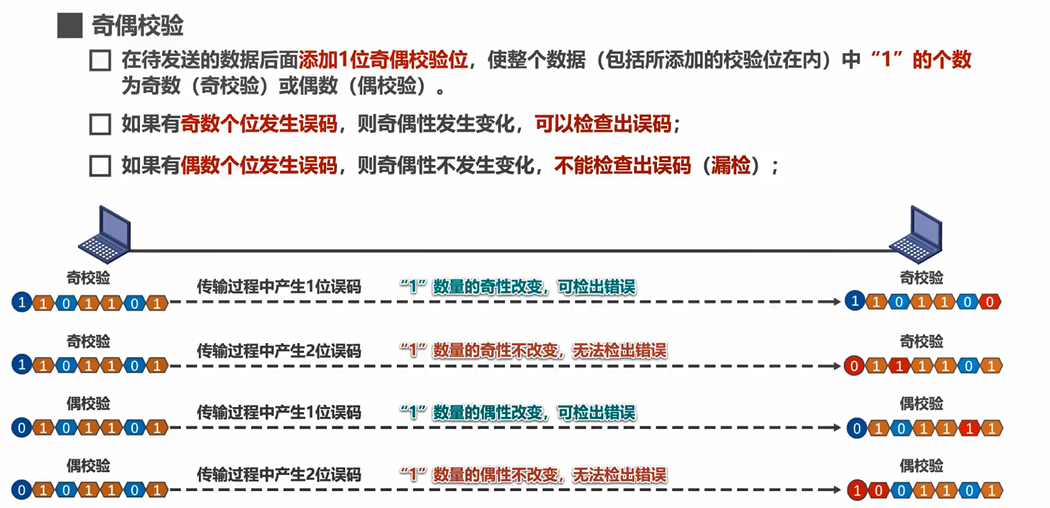 奇偶校验
在待发送的数据后面添加1位奇偶校验位，使整个数据（包括所添加的校验位在内）中“1”的个数
为奇数（奇校验）或偶数（偶校验）。
如果有奇数个位发生误码，则奇偶性发生变化，可以检查出误码；
如果有偶数个位发生误码，则奇偶性不发生变化，不能检查出误码（漏检）；
奇校验 奇校验
1 1 0 1 1 0 1 传输过程中产生1位误码 “1”数量的奇性改变，可检出错误 1 1 0 1 1 0 0
奇校验 奇校验
1 1 0 1 1 0 1 传输过程中产生2位误码 “1”数量的奇性不改变，无法检出错误 0 1 1 1 1 0 1
偶校验 偶校验
0 1 0 1 1 0 1 传输过程中产生1位误码 “1”数量的偶性改变，可检出错误 0 1 0 1 1 1 1
偶校验 偶校验
0 1 0 1 1 0 1 传输过程中产生2位误码 “1”数量的偶性不改变，无法检出错误 1 0 0 1 1 0 1